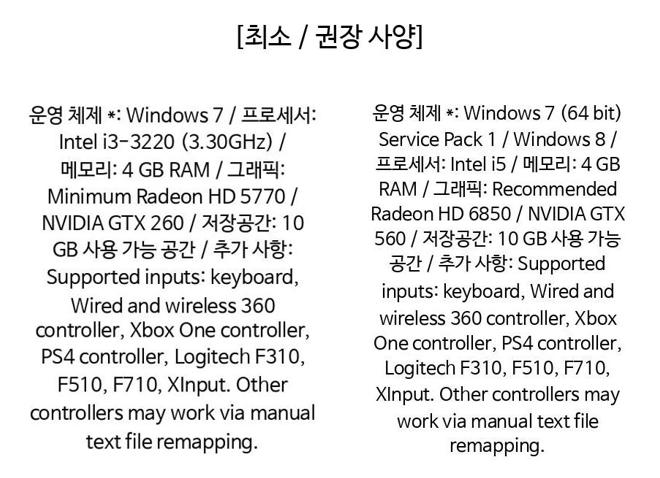 [최소 / 권장 사양]
운영 체제 *: Windows 7 / 프로세서:
Intel i3-3220 (3.30GHz) /
메모리: 4 GB RAM / 그래픽:
Minimum Radeon HD 5770 /
NVIDIA GTX 260 / 저장공간: 10
GB 사용 가능 공간 / 추가 사항:
Supported inputs: keyboard,
Wired and wireless 360
controller, Xbox One controller,
PS4 controller, Logitech F310,
F510, F710, XInput. Other
controllers may work via manual
text file remapping.
운영 체제 *: Windows 7 (64 bit)
Service Pack 1 / Windows 8 /
프로세서: Intel i5 / 메모리: 4 GB
RAM / 그래픽: Recommended
Radeon HD 6850 / NVIDIA GTX
560 / 저장공간: 10 GB 사용 가능
공간 / 추가 사항: Supported
inputs: keyboard, Wired and
wireless 360 controller, Xbox
One controller, PS4 controller,
Logitech F310, F510, F710,
XInput. Other controllers may
work via manual text file
remapping.